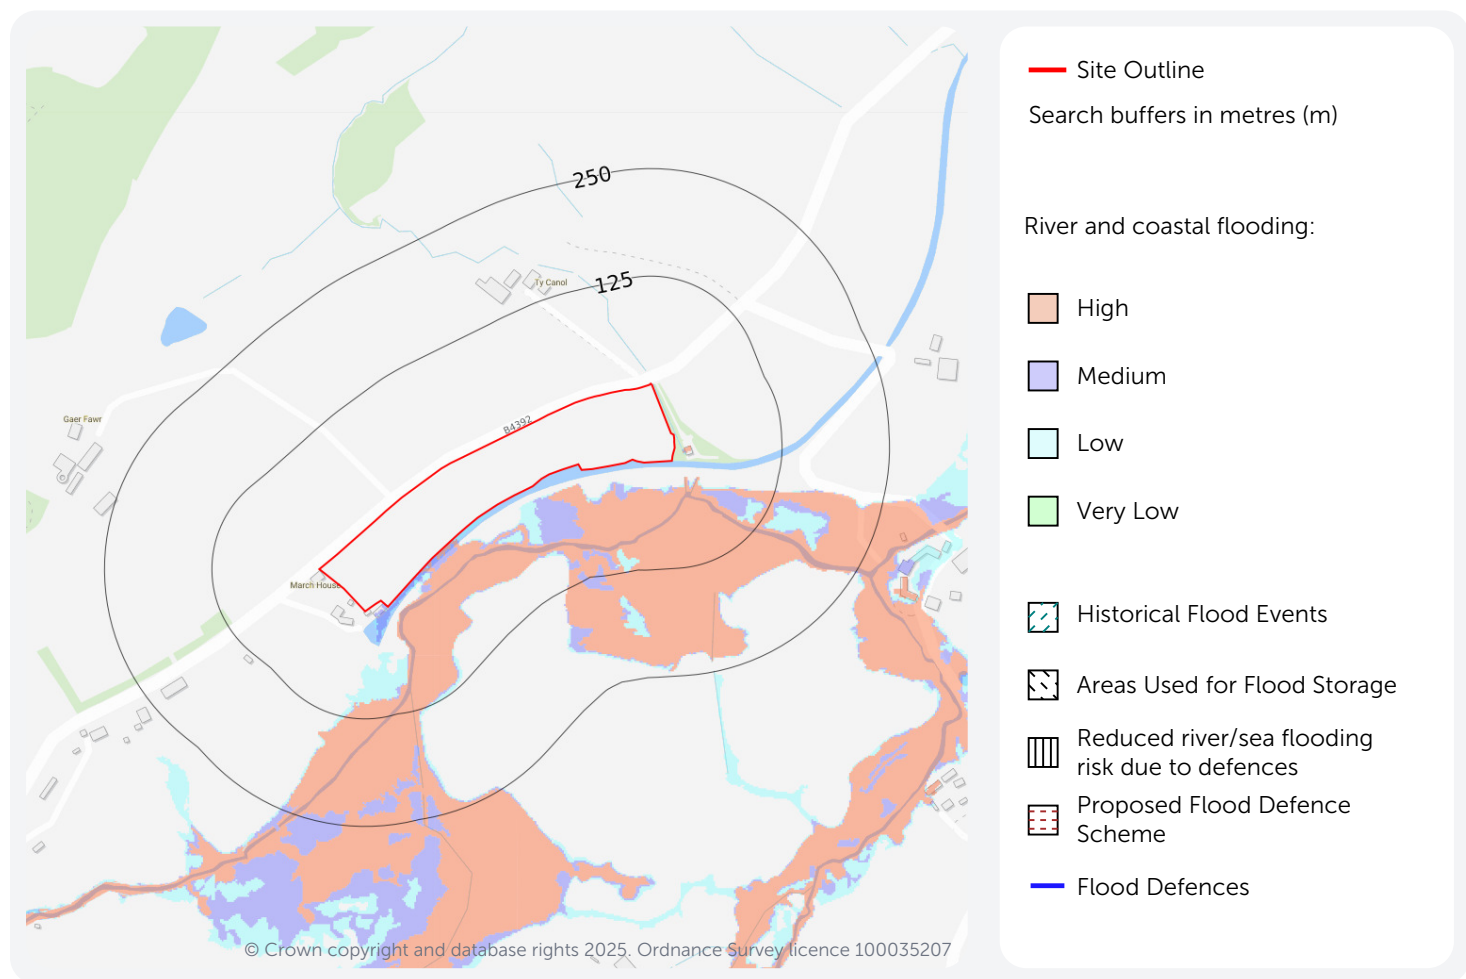 250
125
Ty Canol
B4392
Gaer Fawr
March House
© Crown copyright and database rights 2025. Ordnance Survey licence 100035207
Site Outline
Search buffers in metres (m)
River and coastal flooding:
High
Medium
Low
Very Low
Historical Flood Events
Areas Used for Flood Storage
Reduced river/sea flooding
risk due to defences
Proposed Flood Defence
Scheme
Flood Defences